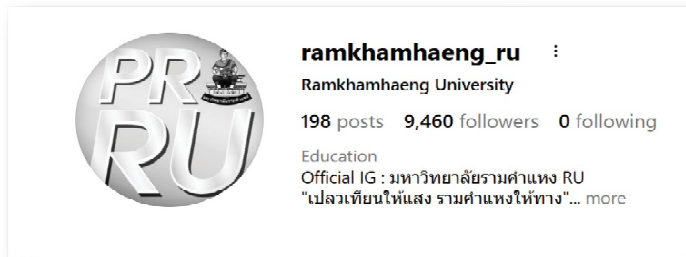 PR
RU
ramkhamhaeng_ru
Ramkhamhaeng University
198 posts 9,460 followers 0 following
Education
Official IG : มหาวิทยาลัยรามคำแหง RU
"เปลวเทียนให้แสง รามคำแหงให้ทาง"... more